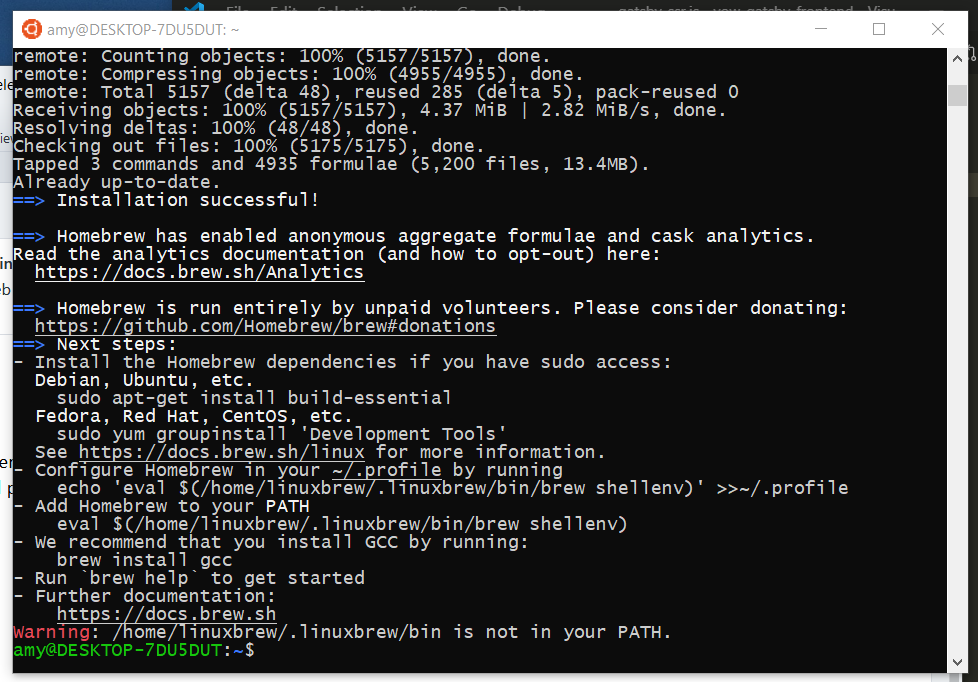 File Edit Selection View Go Debug
amy@DESKTOP-7DU5DUT: ~
remote: Counting objects: 100% (5157/5157), done.
remote: Compressing objects: 100% (4955/4955), done.
remote: Total 5157 (delta 48), reused 285 (delta 5), pack-reused 0
Receiving objects: 100% (5157/5157), 4.37 MiB | 2.82 MiB/s, done.
Resolving deltas: 100% (48/48), done.
Checking out files: 100% (5175/5175), done.
Tapped 3 commands and 4935 formulae (5,200 files, 13.4MB).
Already up-to-date.
==> Installation successful!
==> Homebrew has enabled anonymous aggregate formulae and cask analytics.
Read the analytics documentation (and how to opt-out) here:
https://docs.brew.sh/Analytics
==> Homebrew is run entirely by unpaid volunteers. Please consider donating:
https://github.com/Homebrew/brew#donations
==> Next steps:
- Install the Homebrew dependencies if you have sudo access:
Debian, Ubuntu, etc.
sudo apt-get install build-essential
Fedora, Red Hat, CentOS, etc.
sudo yum groupinstall 'Development Tools'
See https://docs.brew.sh/linux for more information.
- Configure Homebrew in your ~/.profile by running
echo 'eval $(/home/linuxbrew/.linuxbrew/bin/brew shellenv)' >>~/.profile
- Add Homebrew to your PATH
eval $(/home/linuxbrew/.linuxbrew/bin/brew shellenv)
- We recommend that you install GCC by running:
brew install gcc
- Run `brew help` to get started
- Further documentation:
https://docs.brew.sh
Warning: /home/linuxbrew/.linuxbrew/bin is not in your PATH.
amy@DESKTOP-7DU5DUT:~$